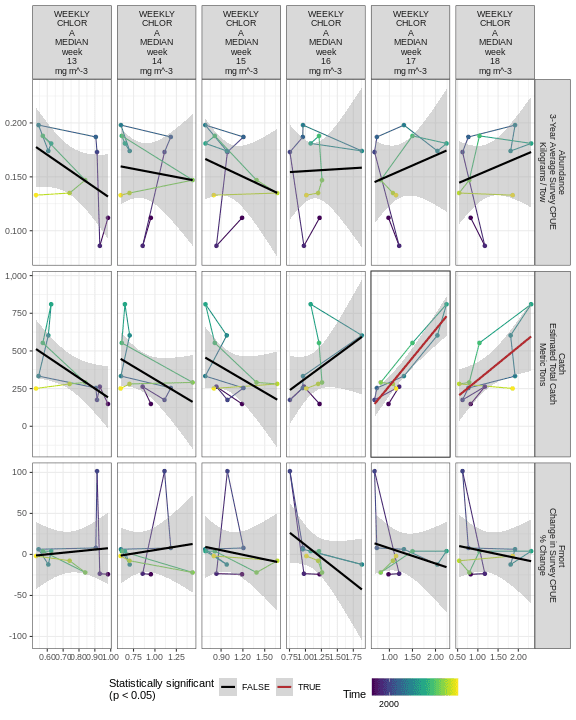 WEEKLY
CHLOR
A
MEDIAN
week
13
mg m^-3
WEEKLY
CHLOR
A
MEDIAN
week
14
mg m^-3
WEEKLY
CHLOR
A
MEDIAN
week
15
mg m^-3
WEEKLY
CHLOR
A
MEDIAN
week
16
mg m^-3
WEEKLY
CHLOR
A
MEDIAN
week
17
mg m^-3
WEEKLY
CHLOR
A
MEDIAN
week
18
mg m^-3
0.200
0.150
0.100
Abundance
3-Year Average Survey CPUE
Kilograms / Tow
1,000
750
500
250
0
Catch
Estimated Total Catch
Metric Tons
100
50
0
-50
-100
Fmort
Change in Survey CPUE
% Change
0.60 0.70 0.80 0.90 1.00
0.75 1.00 1.25
0.90 1.20 1.50
0.75 1.00 1.25 1.50 1.75
1.00 1.50 2.00
0.50 1.00 1.50 2.00
Statistically significant
(p < 0.05)
FALSE
TRUE
Time
2000